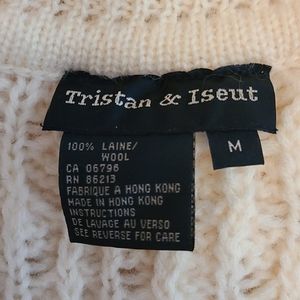 Tristan & Iseut
M
100% LAINE/
WOOL
CA 06796
RN 86213
FABRIQUE A HONG KONG
MADE IN HONG KONG
INSTRUCTIONS
DE LAVAGE AU VERSO
SEE REVERSE FOR CARE